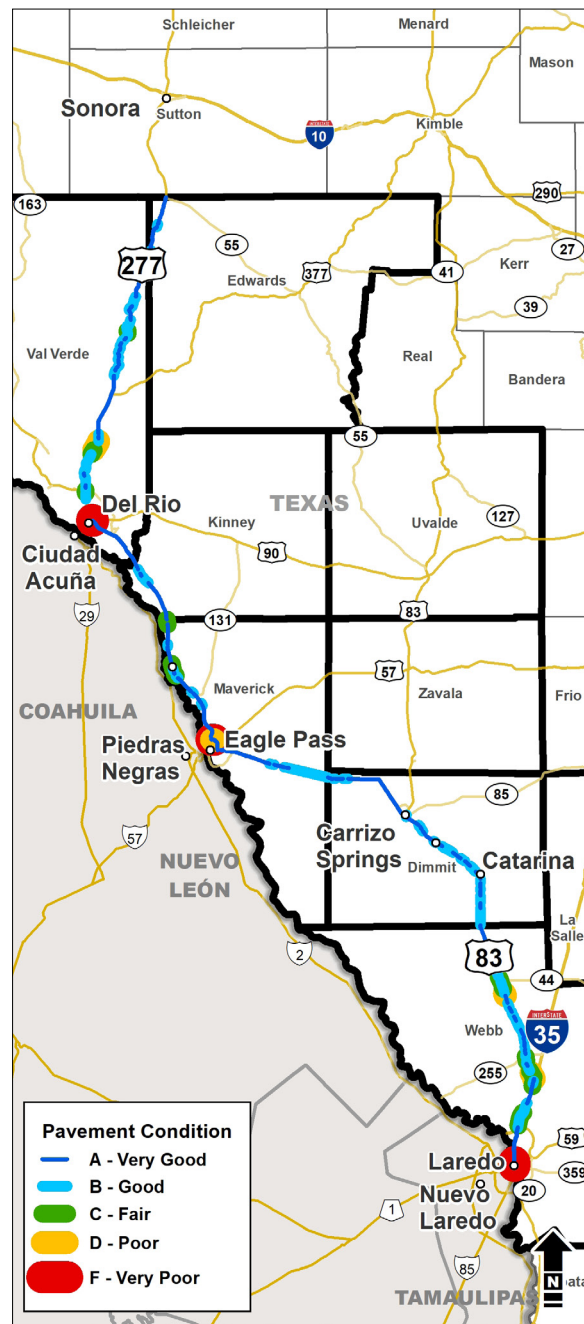 Schleicher
Menard
Mason
Sonora
Sutton
Kimble
INTERSTATE
10
290
163
277
55
377
Edwards
41
Kerr
27
39
Val Verde
Real
Bandera
55
TEXAS
Del Rio
Kinney
Uvalde
127
Ciudad
Acuña
90
29
83
131
57
Maverick
Zavala
Frio
COAHUILA
Eagle Pass
Piedras
Negras
85
57
Carrizo
Springs
Dimmit
Catarina
NUEVO
LEÓN
La
Salle
2
83
44
INTERSTATE
35
Webb
255
Pavement Condition
A - Very Good
B - Good
C - Fair
D - Poor
F - Very Poor
59
Laredo
359
20
Nuevo
Laredo
1
85
N
TAMAULIPAS